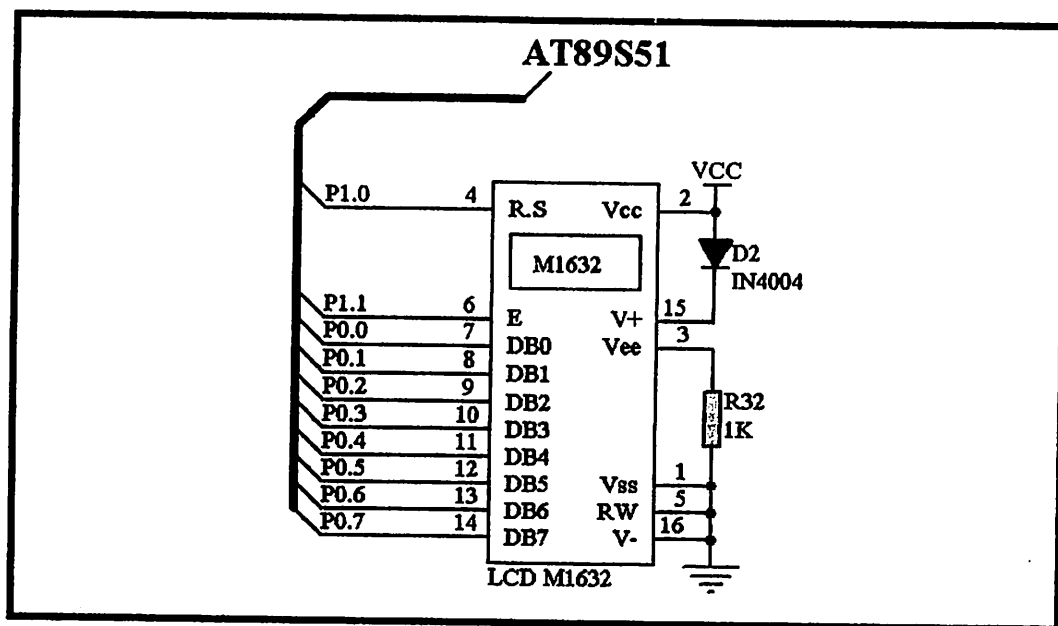 AT89S51
VCC
P1.0 4 R.S Vcc 2
M1632
D2
IN4004
P1.1 6 E V+ 15
P0.0 7 DB0 Vee 3
P0.1 8 DB1
P0.2 9 DB2
P0.3 10 DB3 R32
1K
P0.4 11 DB4
P0.5 12 DB5 Vss 1
P0.6 13 DB6 RW 5
P0.7 14 DB7 V- 16
LCD M1632